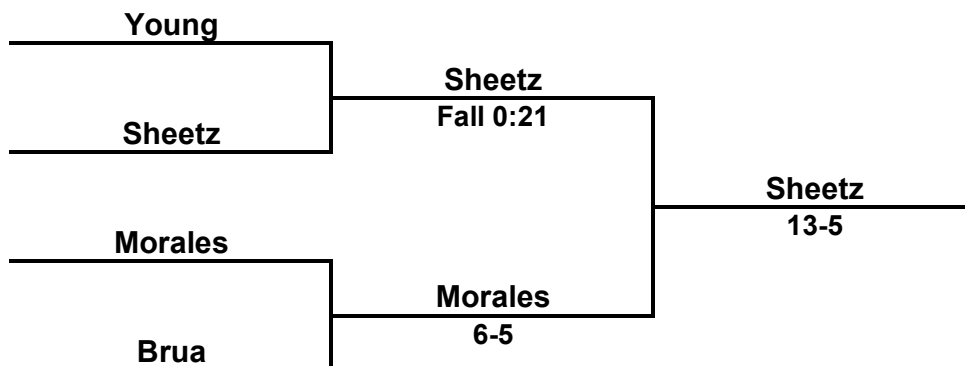 Young
Sheetz
Fall 0:21
Sheetz
Sheetz
13-5
Morales
Morales
6-5
Brua